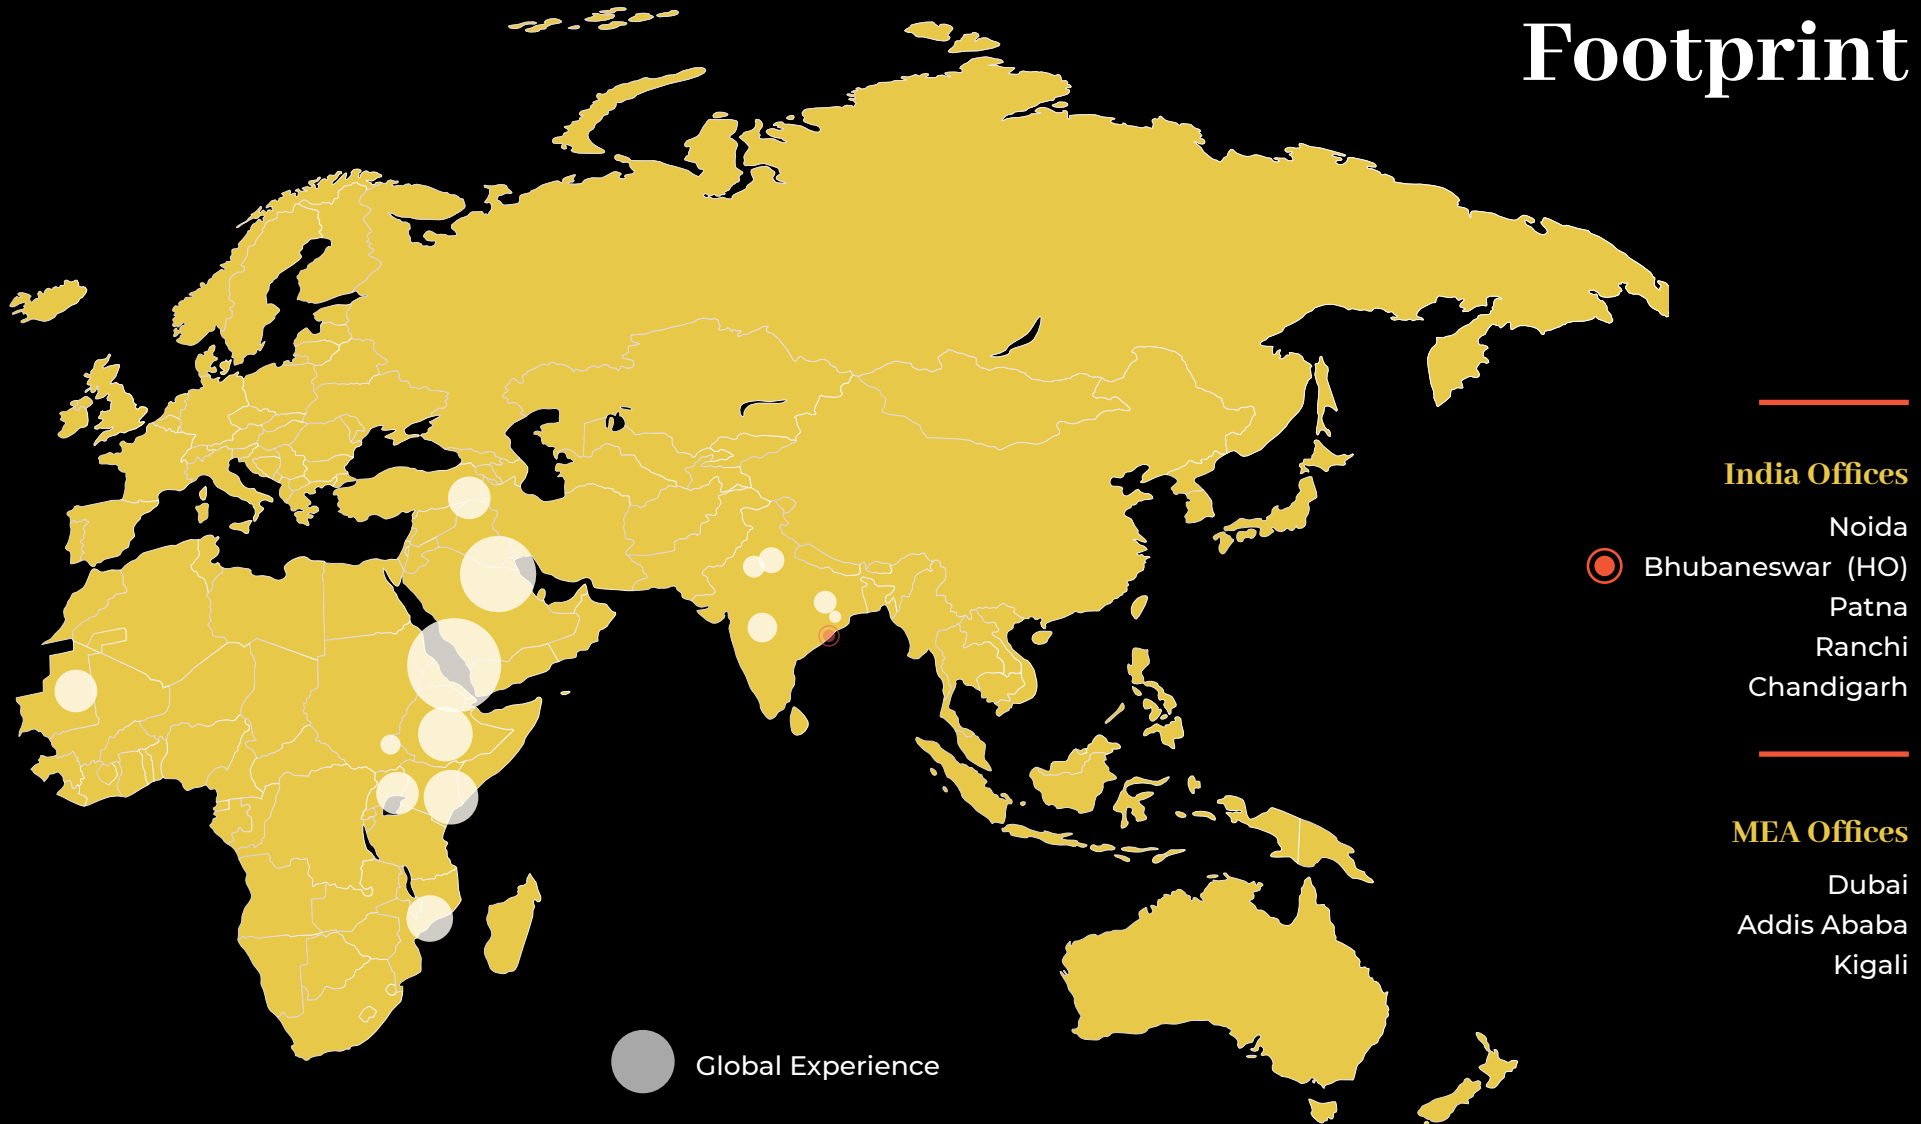 Footprint
India Offices
Noida
Bhubaneswar (HO)
Patna
Ranchi
Chandigarh
MEA Offices
Dubai
Addis Ababa
Kigali
Global Experience